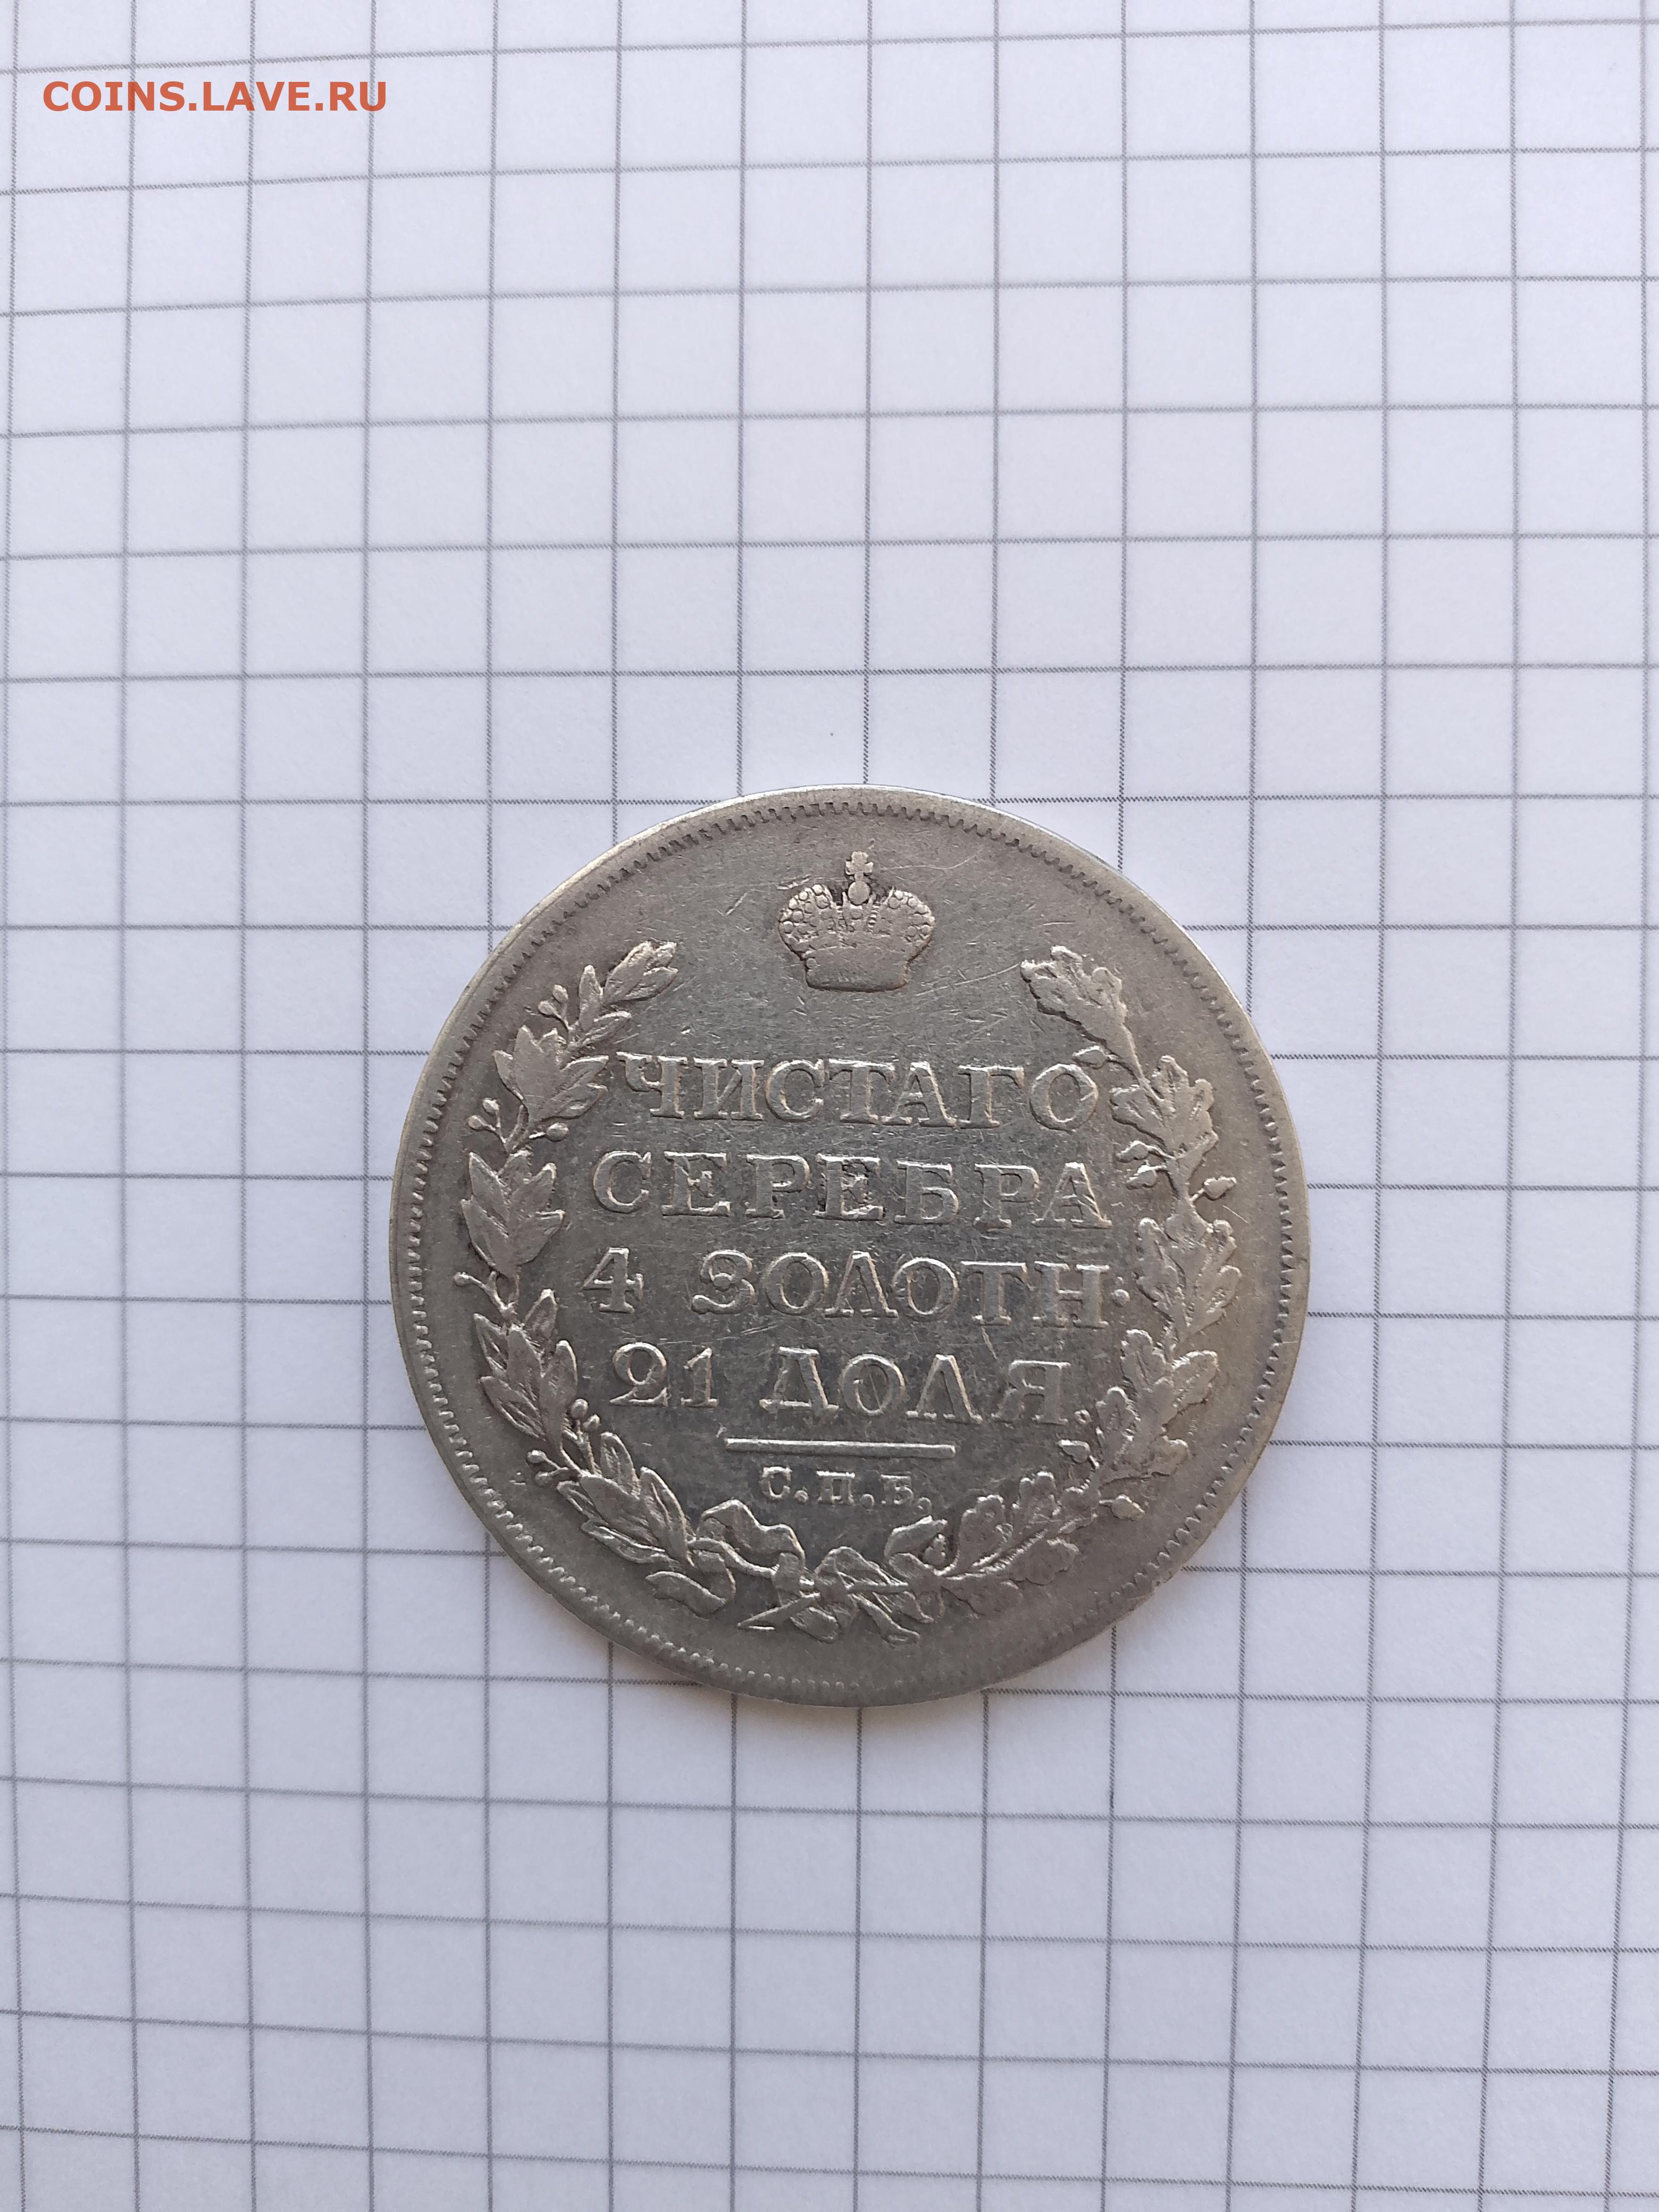 COINS.LAVE.RU
ЧИСТАГО
СЕРЕБРА
4 ЗОЛОТН:
21 ДОЛЯ.
С.П.Б.